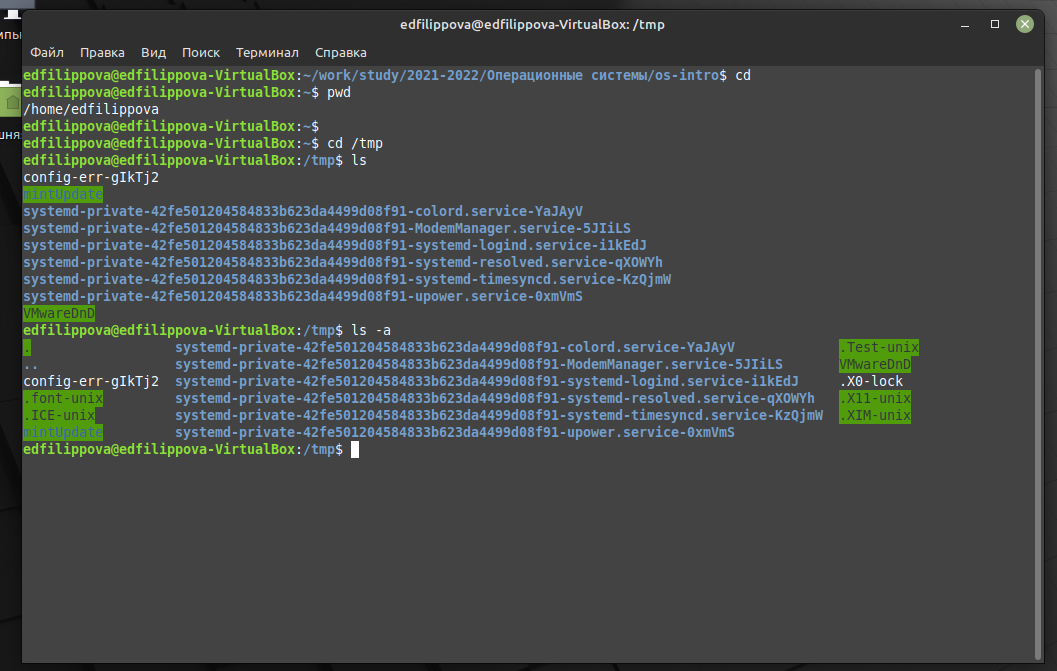 edfilippova@edfilippova-VirtualBox: /tmp
Файл Правка Вид Поиск Терминал Справка
edfilippova@edfilippova-VirtualBox:~/work/study/2021-2022/Операционные системы/os-intro$ cd
edfilippova@edfilippova-VirtualBox:~$ pwd
/home/edfilippova
edfilippova@edfilippova-VirtualBox:~$
edfilippova@edfilippova-VirtualBox:~$ cd /tmp
edfilippova@edfilippova-VirtualBox:/tmp$ ls
config-err-gIkTj2
mintUpdate
systemd-private-42fe501204584833b623da4499d08f91-colord.service-YaJAyV
systemd-private-42fe501204584833b623da4499d08f91-ModemManager.service-5JIiLS
systemd-private-42fe501204584833b623da4499d08f91-systemd-logind.service-i1kEdJ
systemd-private-42fe501204584833b623da4499d08f91-systemd-resolved.service-qXOWYh
systemd-private-42fe501204584833b623da4499d08f91-systemd-timesyncd.service-KzQjmW
systemd-private-42fe501204584833b623da4499d08f91-upower.service-0xmVmS
VMwareDnD
edfilippova@edfilippova-VirtualBox:/tmp$ ls -a
. systemd-private-42fe501204584833b623da4499d08f91-colord.service-YaJAyV .Test-unix
.. systemd-private-42fe501204584833b623da4499d08f91-ModemManager.service-5JIiLS VMwareDnD
config-err-gIkTj2 systemd-private-42fe501204584833b623da4499d08f91-systemd-logind.service-i1kEdJ .X0-lock
.font-unix systemd-private-42fe501204584833b623da4499d08f91-systemd-resolved.service-qXOWYh .X11-unix
.ICE-unix systemd-private-42fe501204584833b623da4499d08f91-systemd-timesyncd.service-KzQjmW .XIM-unix
mintUpdate systemd-private-42fe501204584833b623da4499d08f91-upower.service-0xmVmS
edfilippova@edfilippova-VirtualBox:/tmp$